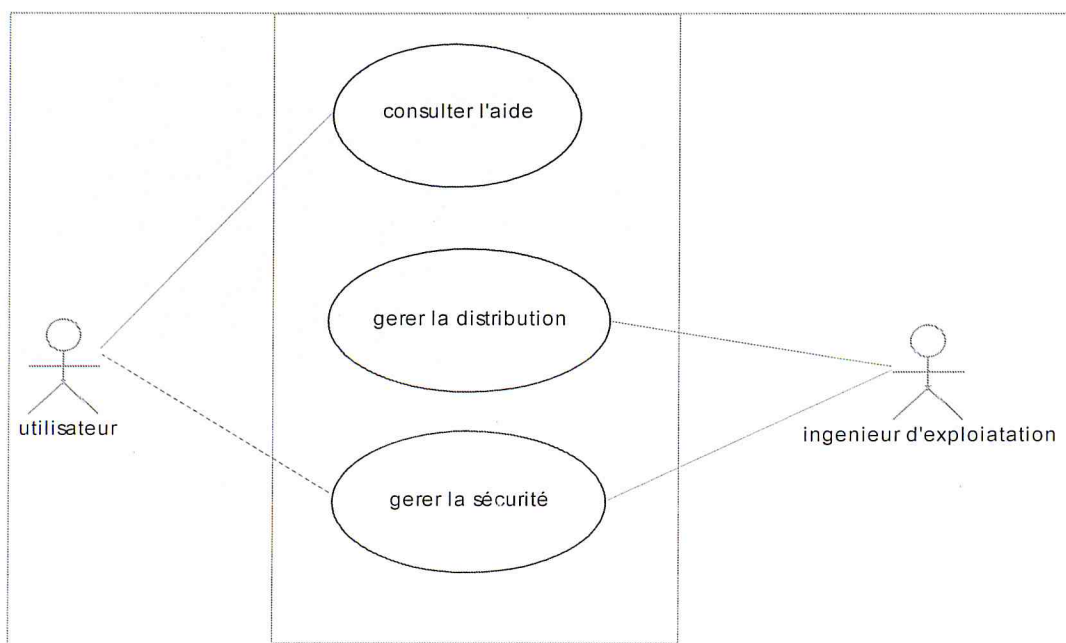 consulter l'aide
gerer la distribution
utilisateur
ingenieur d'exploiatation
gerer la sécurité